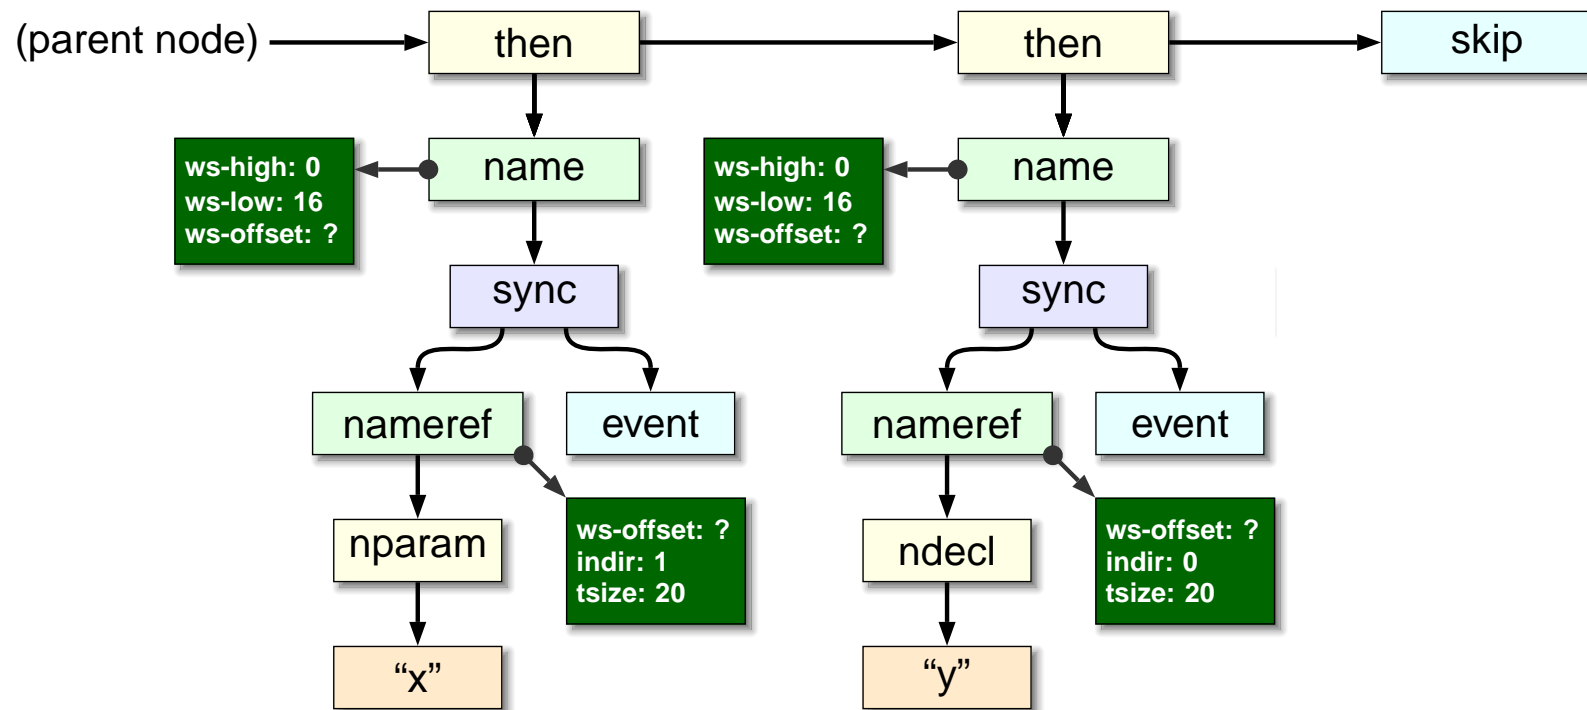 (parent node)
then
then
skip
ws-high: 0
ws-low: 16
ws-offset: ?
name
ws-high: 0
ws-low: 16
ws-offset: ?
name
sync
sync
nameref
event
nameref
event
nparam
ws-offset: ?
indir: 1
tsize: 20
ndecl
ws-offset: ?
indir: 0
tsize: 20
“x”
“y”